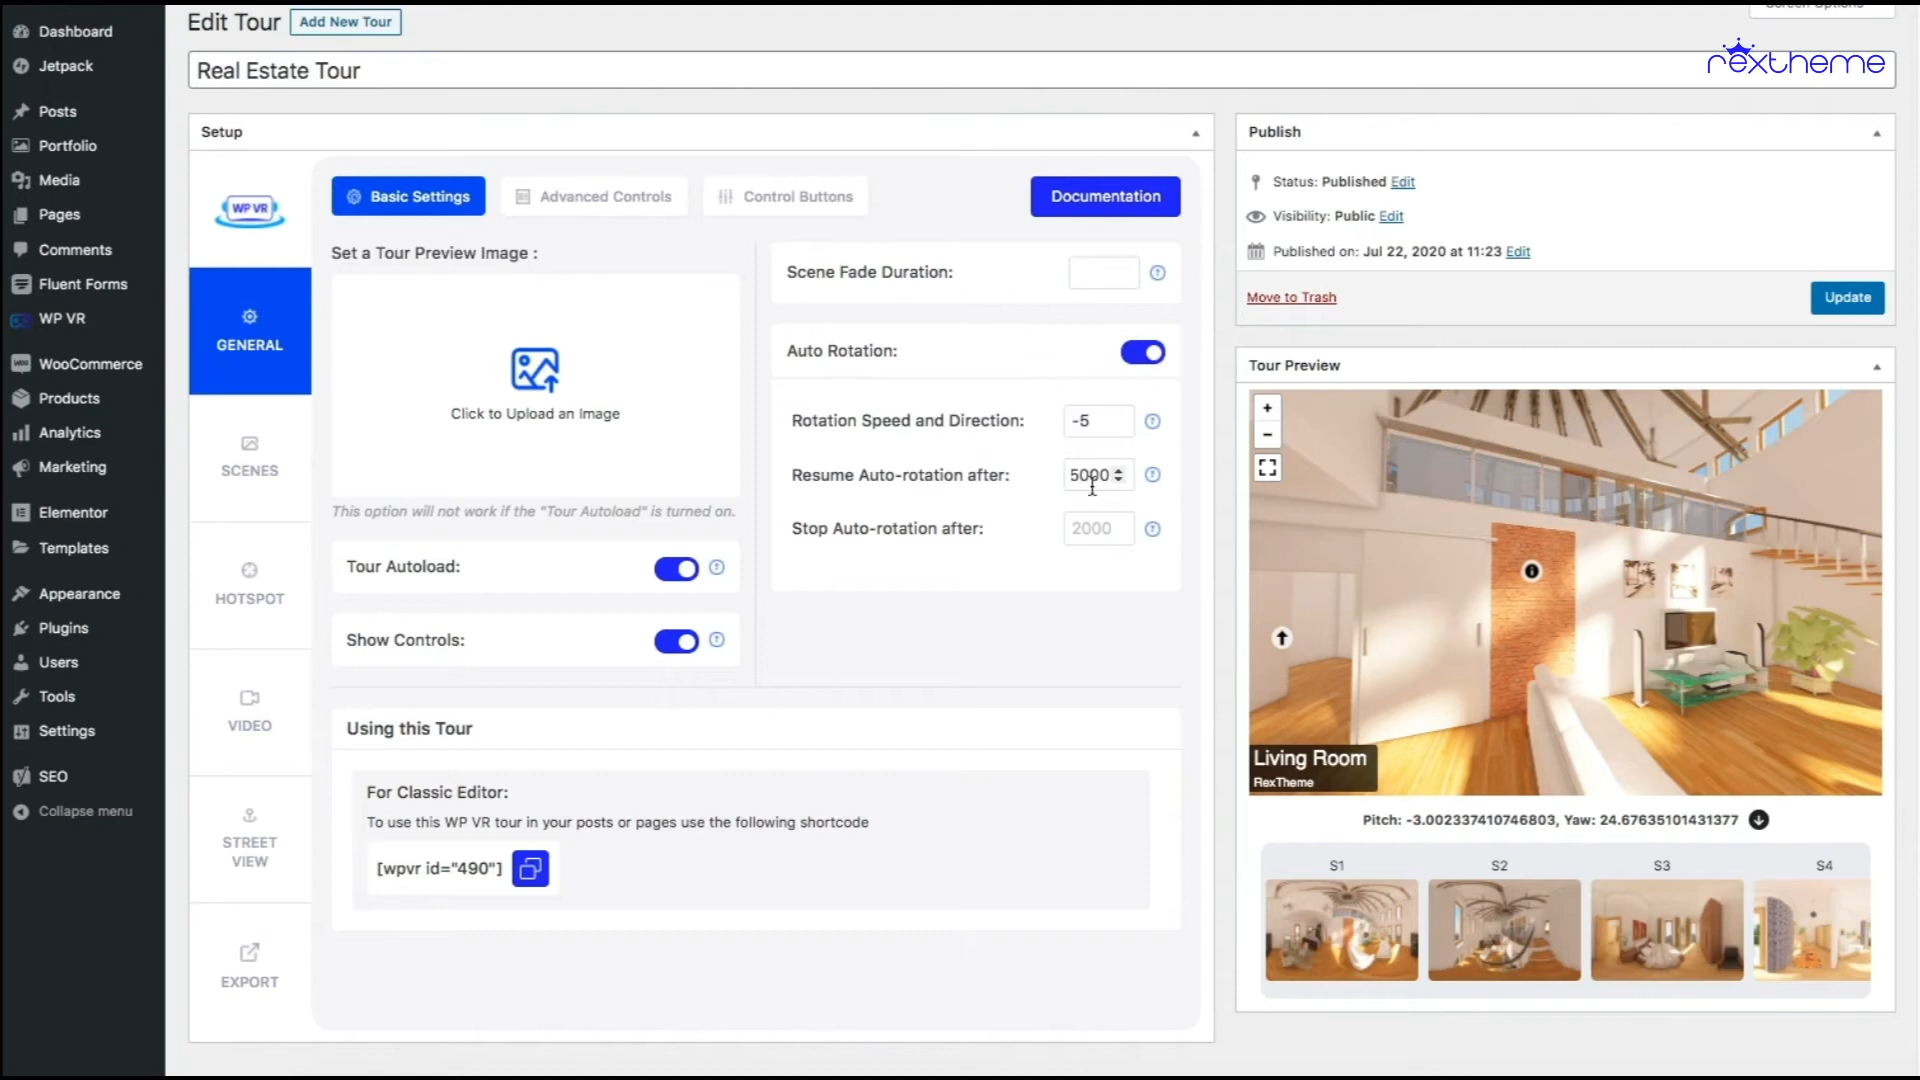 Dashboard
Jetpack
Posts
Portfolio
Media
Pages
Comments
Fluent Forms
WP VR
WooCommerce
Products
Analytics
Marketing
Elementor
Templates
Appearance
Plugins
Users
Tools
Settings
SEO
Collapse menu
Edit Tour
Add New Tour
Screen Options
Real Estate Tour
rextheme
Setup
WP VR
GENERAL
SCENES
HOTSPOT
VIDEO
STREET
VIEW
EXPORT
Basic Settings
Advanced Controls
Control Buttons
Documentation
Set a Tour Preview Image :
Click to Upload an Image
This option will not work if the "Tour Autoload" is turned on.
Tour Autoload:
Show Controls:
Scene Fade Duration:
Auto Rotation:
Rotation Speed and Direction: -5
Resume Auto-rotation after: 5000
Stop Auto-rotation after: 2000
Using this Tour
For Classic Editor:
To use this WP VR tour in your posts or pages use the following shortcode
[wpvr id="490"]
Publish
Status: Published Edit
Visibility: Public Edit
Published on: Jul 22, 2020 at 11:23 Edit
Move to Trash
Update
Tour Preview
+
−
Living Room
RexTheme
Pitch: -3.002337410746803, Yaw: 24.67635101431377
S1 S2 S3 S4